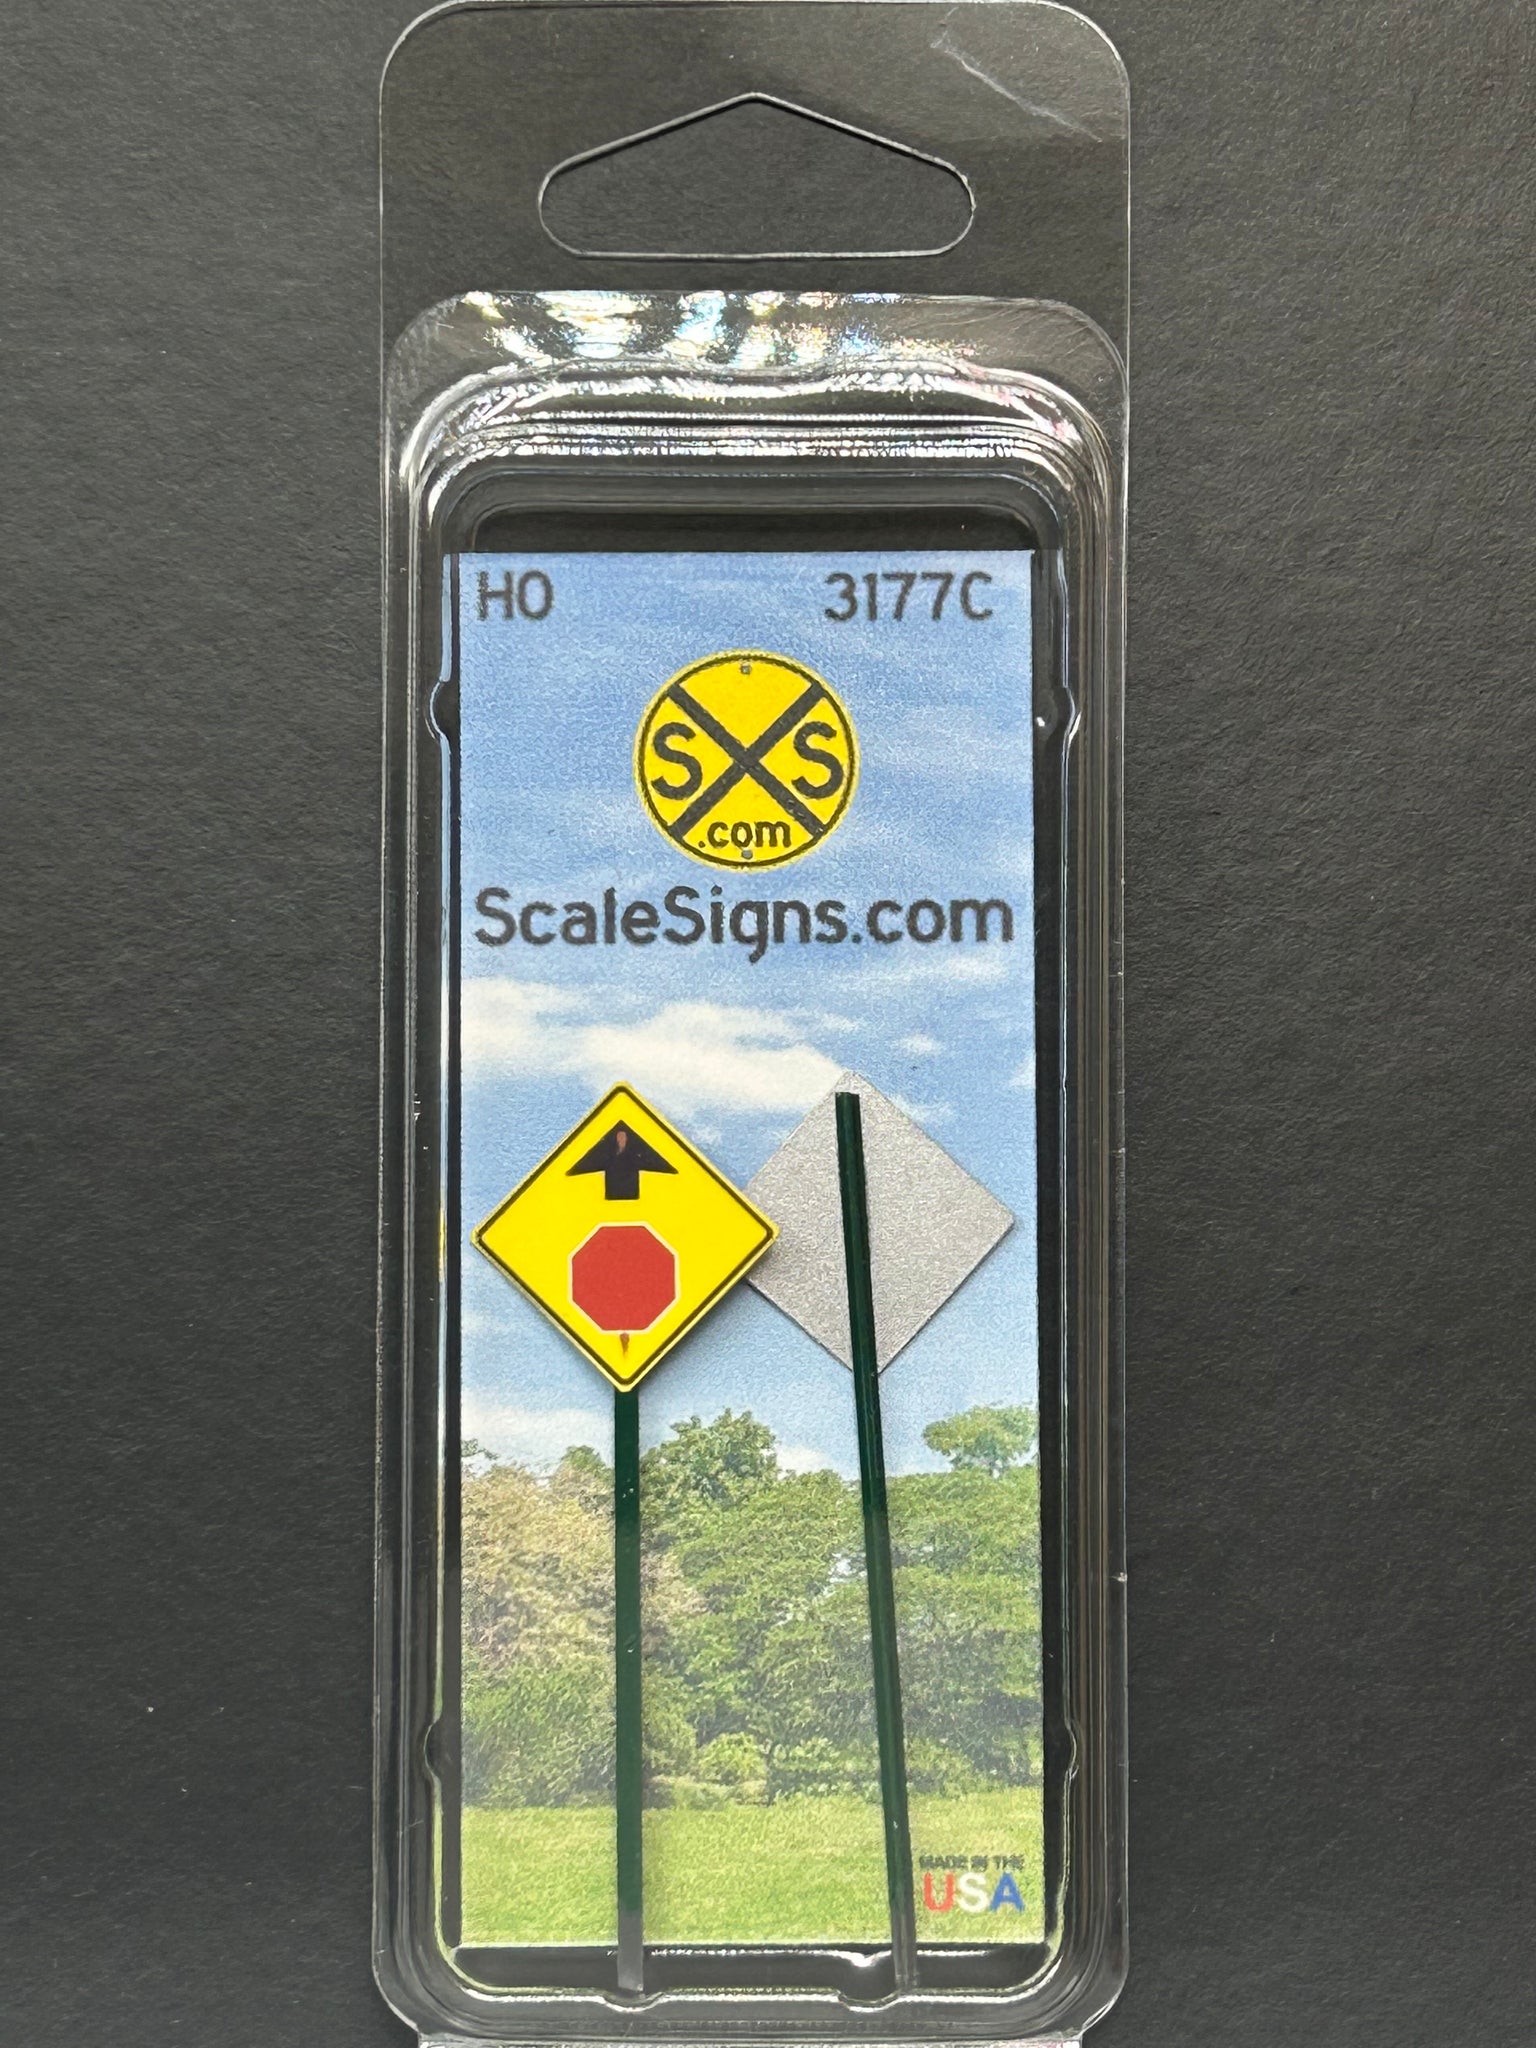 HO 3177C
S S
.com
ScaleSigns.com
MADE IN THE
USA